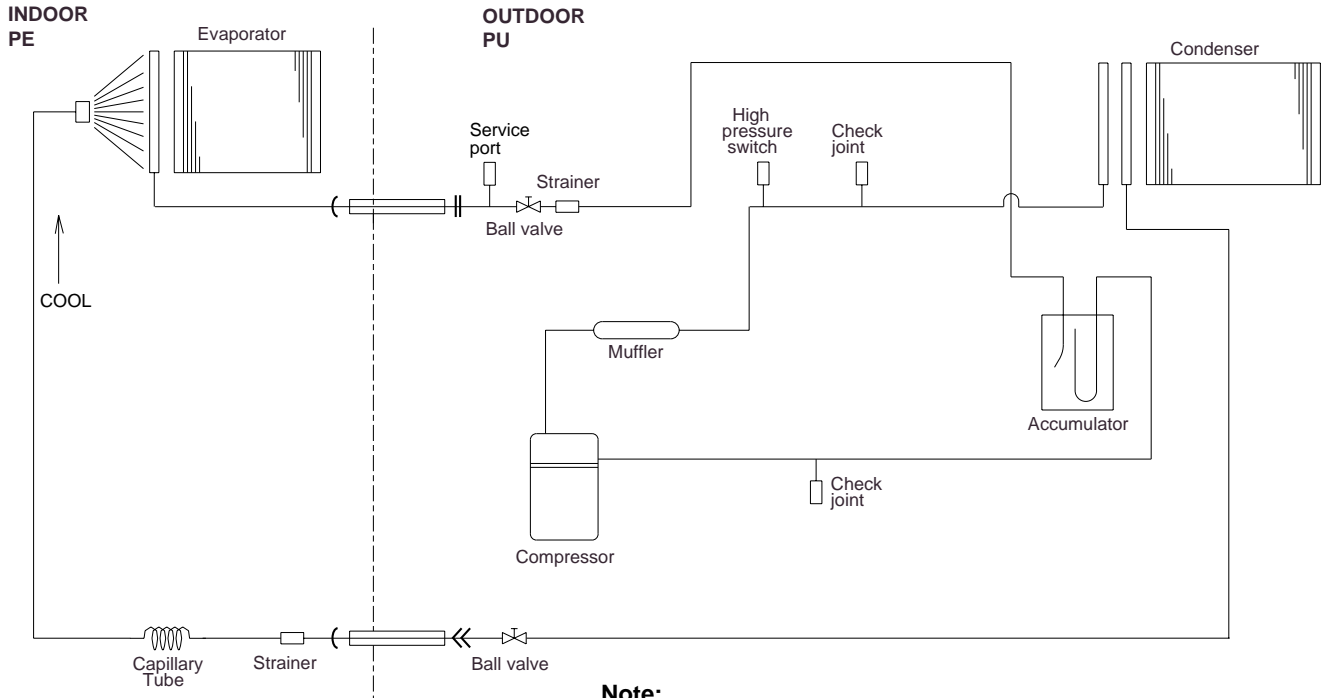 INDOOR
PE
OUTDOOR
PU
Evaporator
Condenser
Service
port
High
pressure
switch
Check
joint
Strainer
Ball valve
COOL
Muffler
Accumulator
Check
joint
Compressor
Capillary
Tube
Strainer
Ball valve
Note: